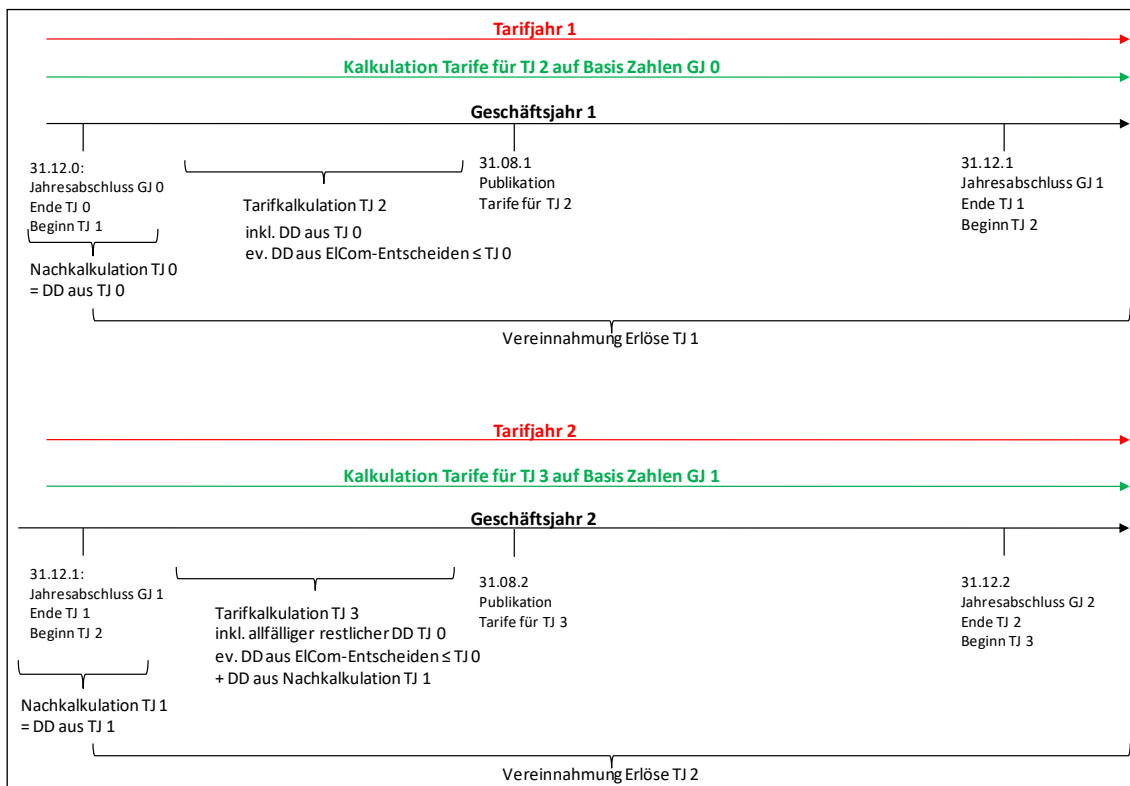 Tarifjahr 1
Kalkulation Tarife für TJ 2 auf Basis Zahlen GJ 0
Geschäftsjahr 1
31.12.0:
Jahresabschluss GJ 0
Ende TJ 0
Beginn TJ 1
Nachkalkulation TJ 0
= DD aus TJ 0
Tarifkalkulation TJ 2
inkl. DD aus TJ 0
ev. DD aus ElCom-Entscheiden ≤ TJ 0
31.08.1
Publikation
Tarife für TJ 2
31.12.1
Jahresabschluss GJ 1
Ende TJ 1
Beginn TJ 2
Vereinnahmung Erlöse TJ 1
Tarifjahr 2
Kalkulation Tarife für TJ 3 auf Basis Zahlen GJ 1
Geschäftsjahr 2
31.12.1:
Jahresabschluss GJ 1
Ende TJ 1
Beginn TJ 2
Nachkalkulation TJ 1
= DD aus TJ 1
Tarifkalkulation TJ 3
inkl. allfälliger restlicher DD TJ 0
ev. DD aus ElCom-Entscheiden ≤ TJ 0
+ DD aus Nachkalkulation TJ 1
31.08.2
Publikation
Tarife für TJ 3
31.12.2
Jahresabschluss GJ 2
Ende TJ 2
Beginn TJ 3
Vereinnahmung Erlöse TJ 2